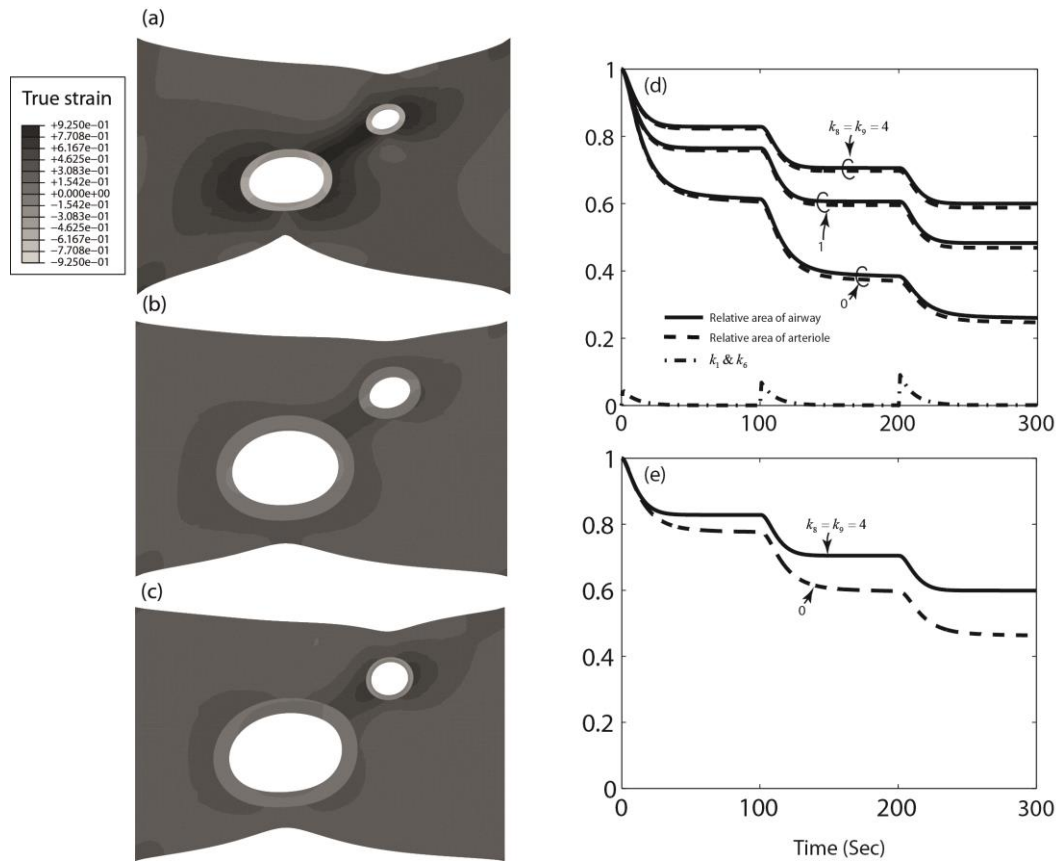 (a)
True strain
+9.250e−01
+7.708e−01
+6.167e−01
+4.625e−01
+3.083e−01
+1.542e−01
+0.000e+00
−1.542e−01
−3.083e−01
−4.625e−01
−6.167e−01
−7.708e−01
−9.250e−01
(b)
(c)
(d)
1
0.8
0.6
0.4
0.2
0
k₈ = k₉ = 4
1
0
Relative area of airway
Relative area of arteriole
k₁ & k₆
0
100
200
300
(e)
1
0.8
0.6
0.4
0.2
0
k₈ = k₉ = 4
0
0
100
200
300
Time (Sec)